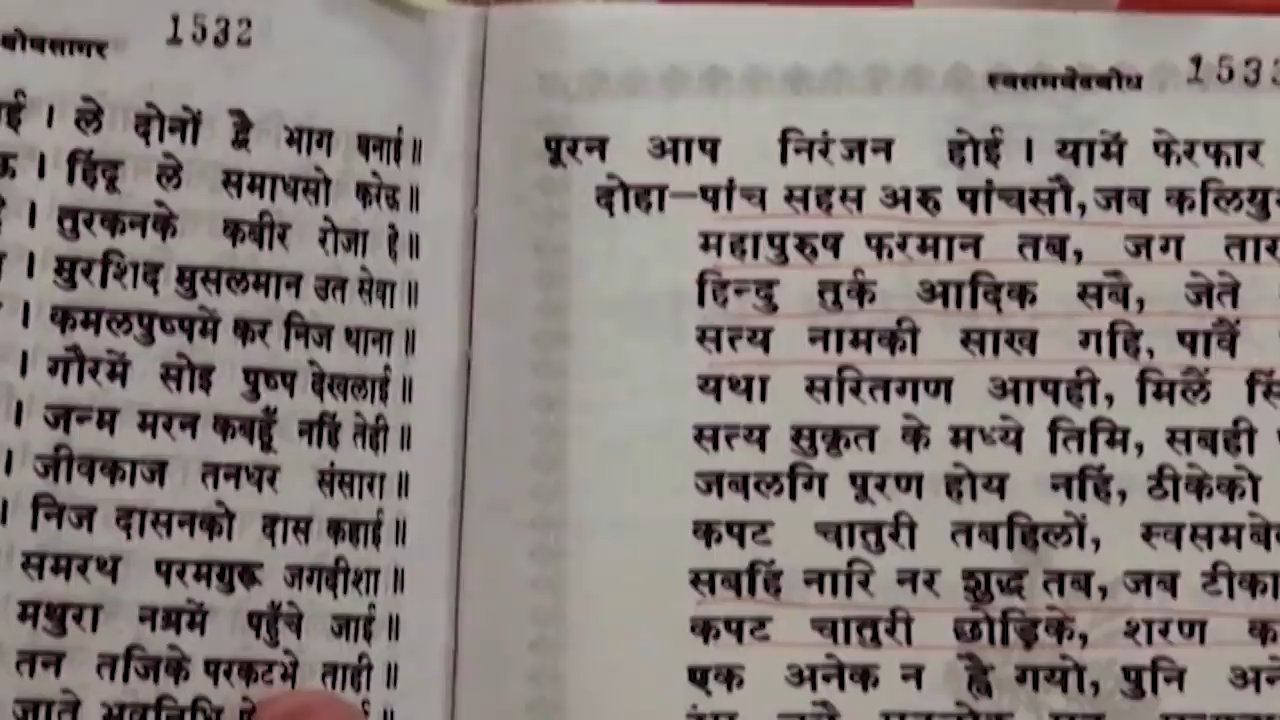 बोधसागर 1532
ई । ले दोनों द्वै भाग बनाई ॥
। हिंदू ले समाधसो करेऊ ॥
। तुरकनके कबीर रोजा हे ॥
। मुरशिद मुसलमान उत सेवा ॥
। कमलपुष्पमें कर निज थाना ॥
। गौरमें सोइ पुष्प देखलाई ॥
। जन्म मरन कबहूँ नहिं तेही ॥
। जीवकाज तनधर संसारा ॥
। निज दासनको दास कहाई ॥
समरथ परमगुरू जगदीशा ॥
मथुरा नग्रमें पहुँचे जाई ॥
तन तजिके परकटभे ताही ॥
जाते भवनिधि
स्वसमवेदबोध 1533
पूरन आप निरंजन होई । यामें फेरफार
दोहा–पांच सहस अरु पांचसौ, जब कलियु
महापुरुष फरमान तब, जग तार
हिन्दु तुर्क आदिक सबै, जेते
सत्य नामकी साख गहि, पावैं
यथा सरितगण आपही, मिलैं सिं
सत्य सुकृत के मध्ये तिमि, सबही
जबलगि पूरण होय नहिं, ठीकेको
कपट चातुरी तबहिलों, स्वसमबे
सबहिं नारि नर शुद्ध तब, जब टीका
कपट चातुरी छोड़िके, शरण क
एक अनेक न ह्वै गयो, पुनि अने